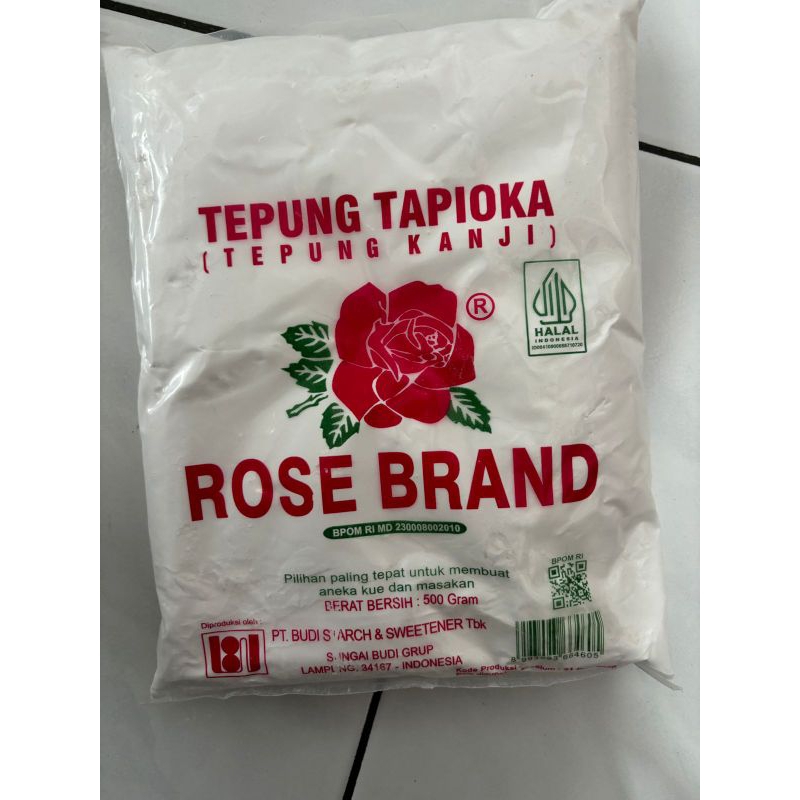 TEPUNG TAPIOKA
(TEPUNG KANJI)
®
HALAL
INDONESIA
ROSE BRAND
BPOM RI MD 230008002010
Pilihan paling tepat untuk membuat
aneka kue dan masakan
BERAT BERSIH : 500 Gram
Diproduksi oleh :
PT. BUDI STARCH & SWEETENER Tbk
SUNGAI BUDI GRUP
LAMPUNG. 34167 - INDONESIA
BPOM RI
Kode Produksi